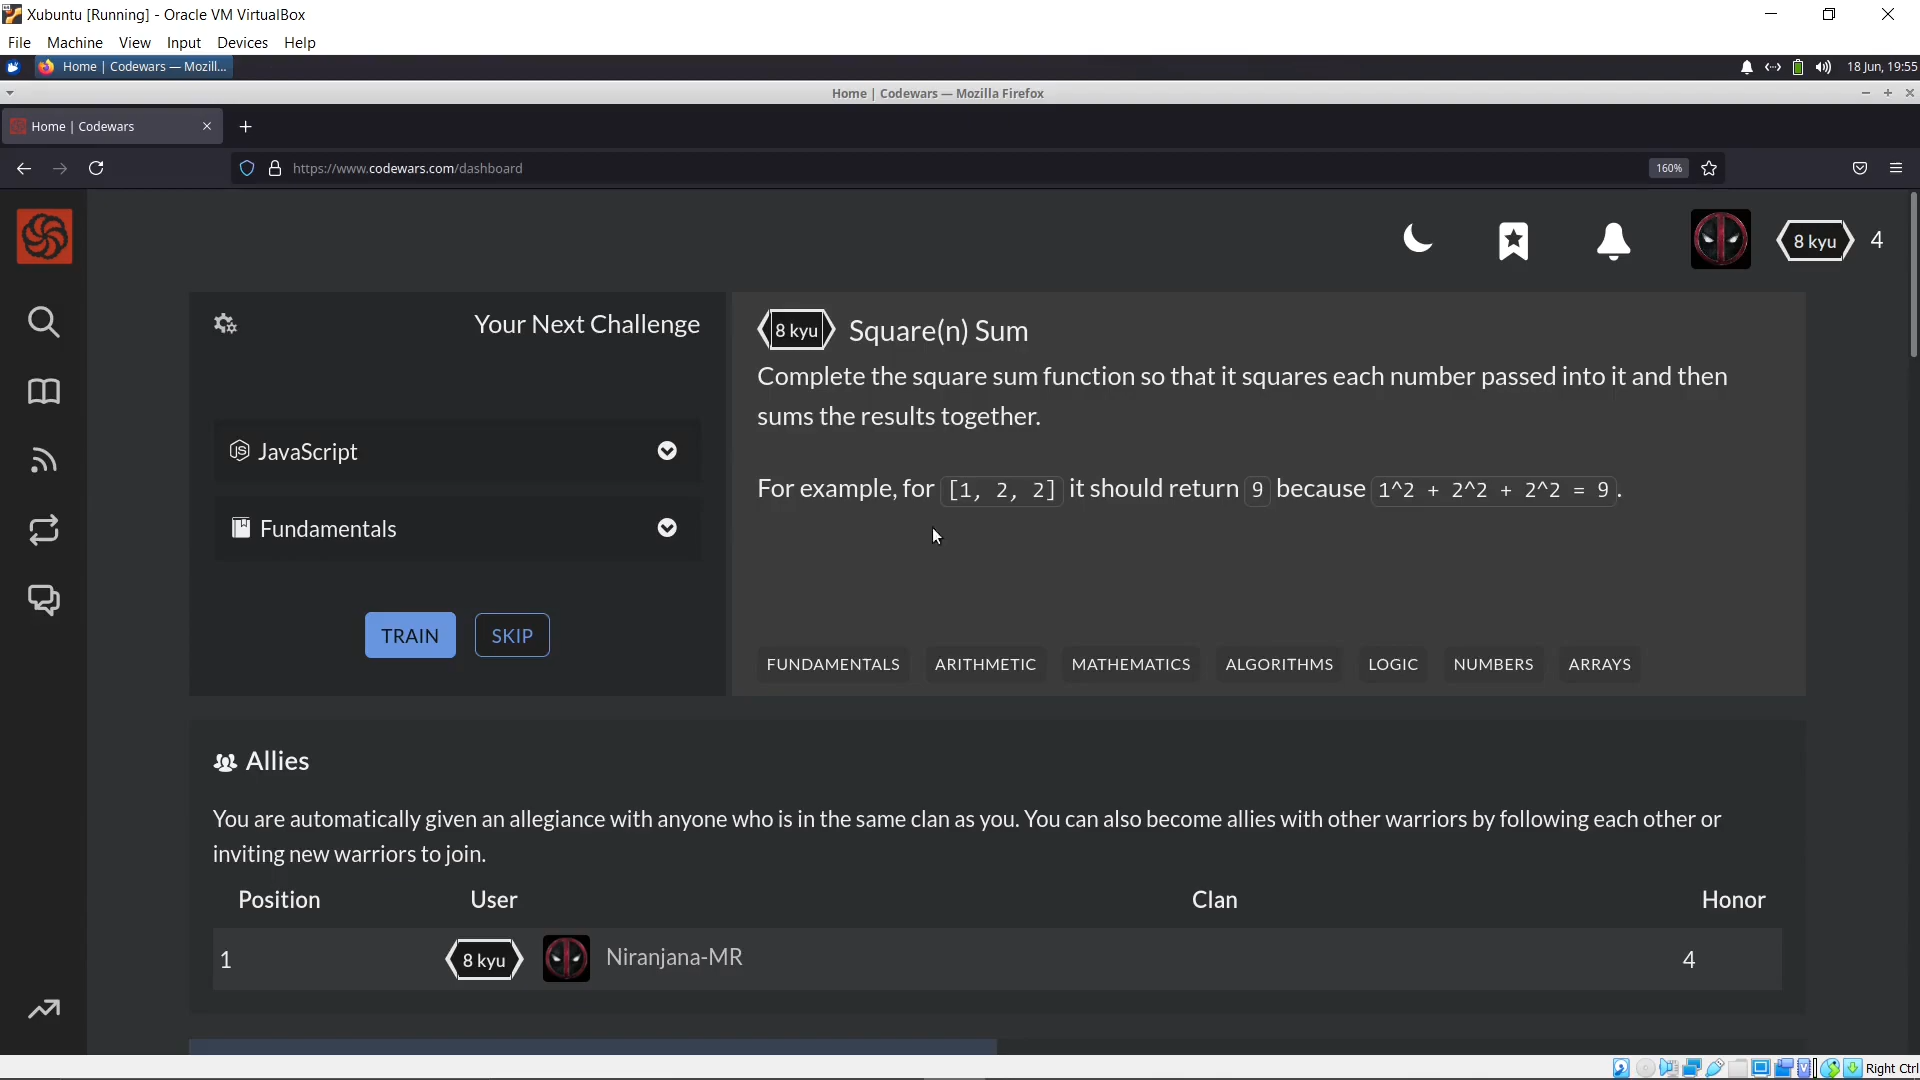 Xubuntu [Running] - Oracle VM VirtualBox
File Machine View Input Devices Help
Home | Codewars — Mozill...
18 Jun, 19:55
Home | Codewars — Mozilla Firefox
Home | Codewars
https://www.codewars.com/dashboard
160%
8 kyu 4
Your Next Challenge
JavaScript
Fundamentals
TRAIN SKIP
8 kyu Square(n) Sum
Complete the square sum function so that it squares each number passed into it and then
sums the results together.
For example, for [1, 2, 2] it should return 9 because 1^2 + 2^2 + 2^2 = 9.
FUNDAMENTALS ARITHMETIC MATHEMATICS ALGORITHMS LOGIC NUMBERS ARRAYS
Allies
You are automatically given an allegiance with anyone who is in the same clan as you. You can also become allies with other warriors by following each other or
inviting new warriors to join.
Position User Clan Honor
1 8 kyu Niranjana-MR 4
Right Ctrl